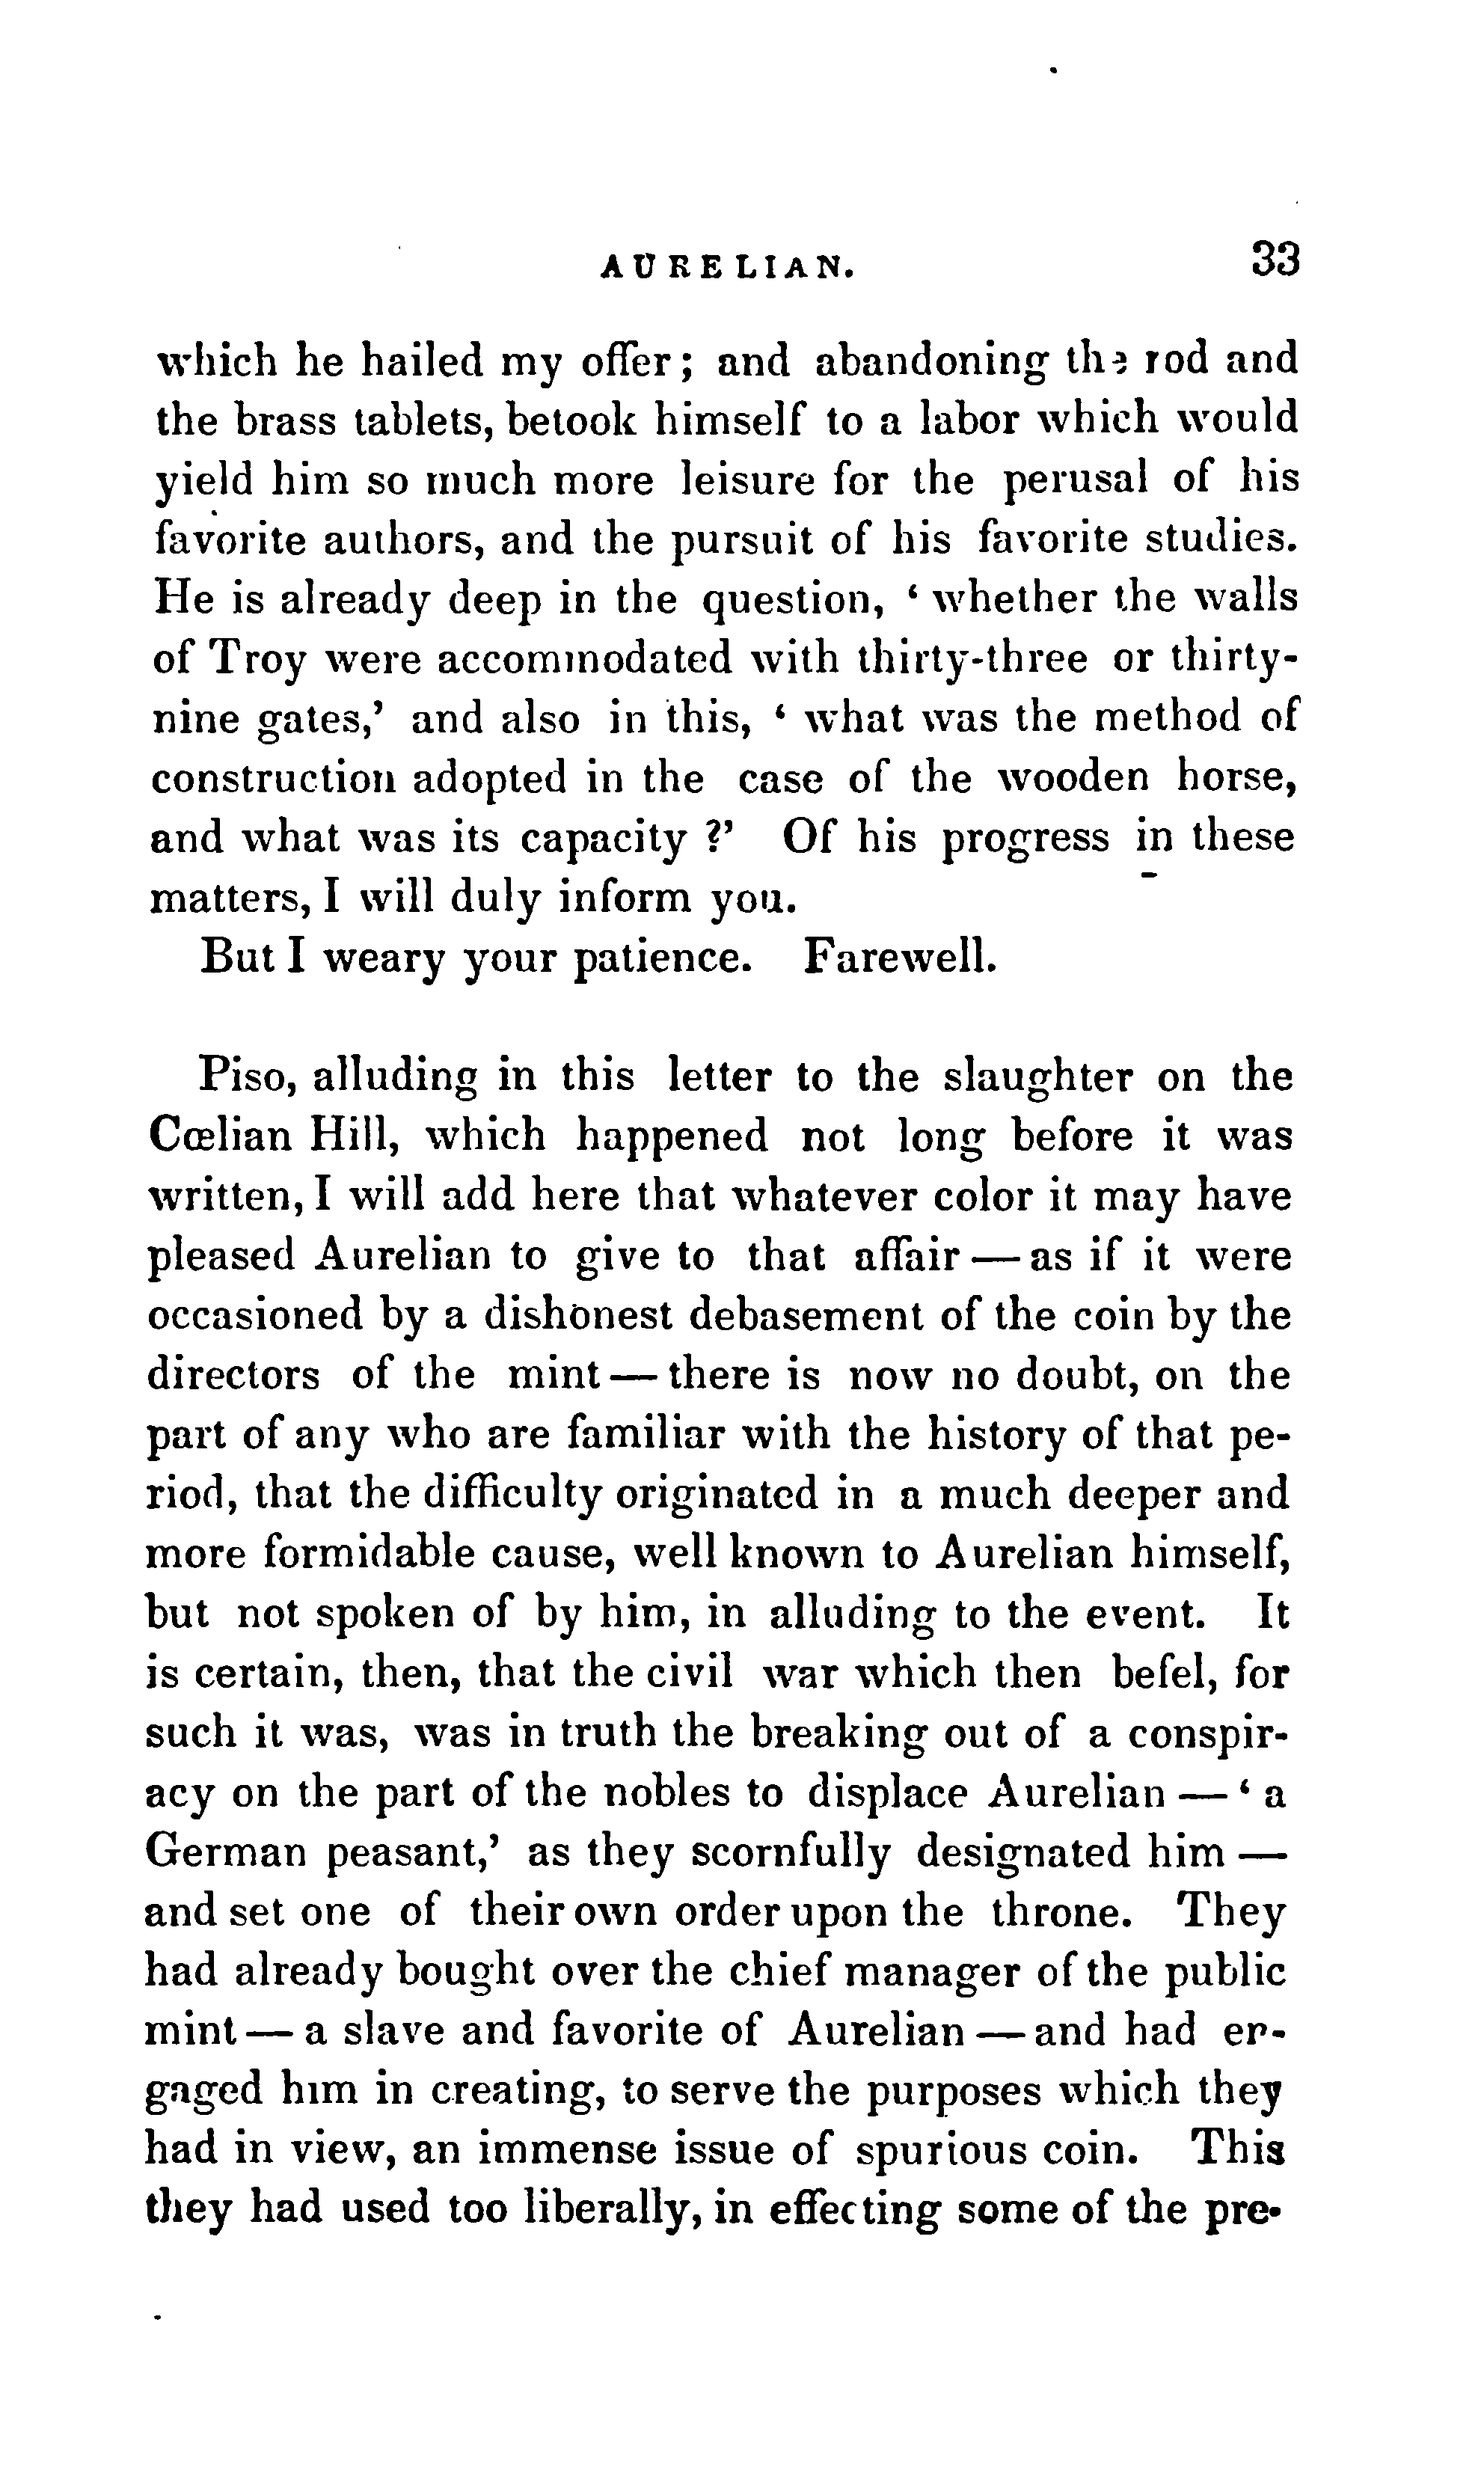 AURELIAN. 33
which he hailed my offer; and abandoning the rod and
the brass tablets, betook himself to a labor which would
yield him so much more leisure for the perusal of his
favorite authors, and the pursuit of his favorite studies.
He is already deep in the question, ‘ whether the walls
of Troy were accommodated with thirty-three or thirty-
nine gates,’ and also in this, ‘ what was the method of
construction adopted in the case of the wooden horse,
and what was its capacity ?’ Of his progress in these
matters, I will duly inform you.
But I weary your patience. Farewell.
Piso, alluding in this letter to the slaughter on the
Cœlian Hill, which happened not long before it was
written, I will add here that whatever color it may have
pleased Aurelian to give to that affair — as if it were
occasioned by a dishonest debasement of the coin by the
directors of the mint — there is now no doubt, on the
part of any who are familiar with the history of that pe-
riod, that the difficulty originated in a much deeper and
more formidable cause, well known to Aurelian himself,
but not spoken of by him, in alluding to the event. It
is certain, then, that the civil war which then befel, for
such it was, was in truth the breaking out of a conspir-
acy on the part of the nobles to displace Aurelian — ‘ a
German peasant,’ as they scornfully designated him —
and set one of their own order upon the throne. They
had already bought over the chief manager of the public
mint — a slave and favorite of Aurelian — and had en-
gaged him in creating, to serve the purposes which they
had in view, an immense issue of spurious coin. This
they had used too liberally, in effecting some of the pre-